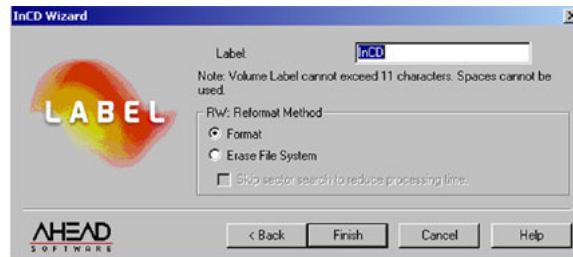 InCD Wizard
Label:
InCD
Note: Volume Label cannot exceed 11 characters. Spaces cannot be
used.
LABEL
RW: Reformat Method
Format
Erase File System
Skip sector search to reduce processing time.
AHEAD
SOFTWARE
< Back
Finish
Cancel
Help